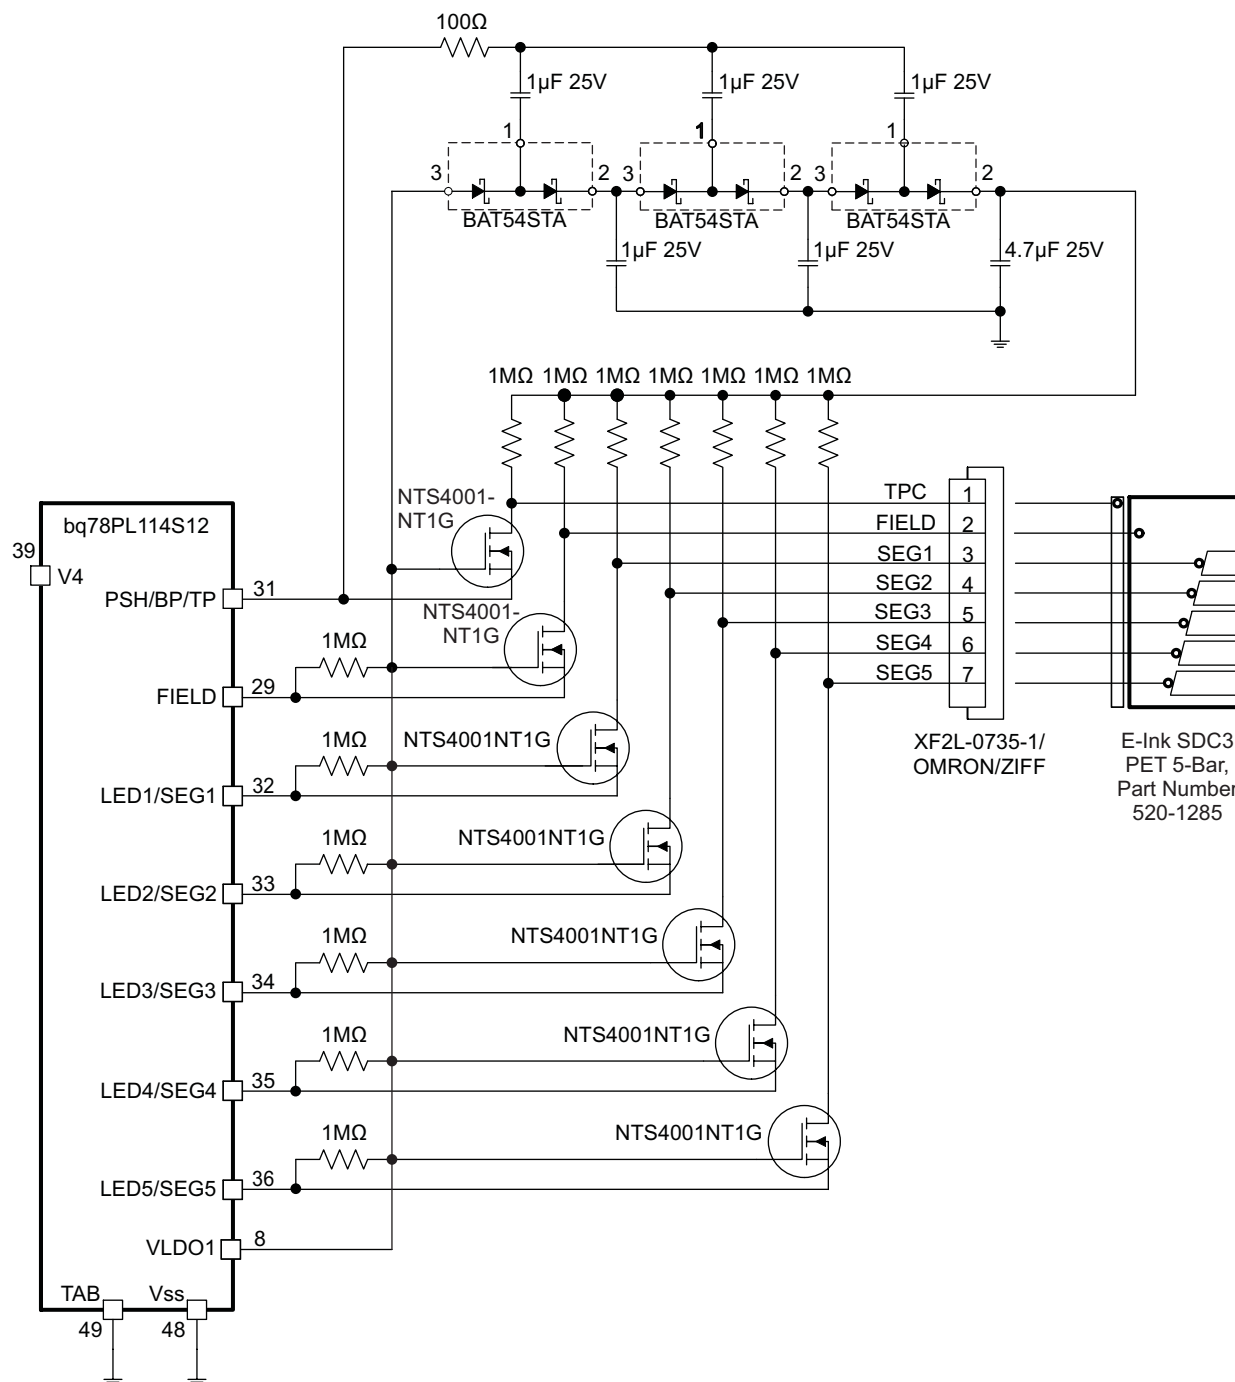 100Ω
1μF 25V 1μF 25V 1μF 25V
1 1 1
3 2 3 2 3 2
BAT54STA BAT54STA BAT54STA
1μF 25V 1μF 25V 4.7μF 25V
1MΩ 1MΩ 1MΩ 1MΩ 1MΩ 1MΩ 1MΩ
NTS4001-
NT1G
TPC 1
FIELD 2
SEG1 3
SEG2 4
SEG3 5
SEG4 6
SEG5 7
XF2L-0735-1/
OMRON/ZIFF
E-Ink SDC3
PET 5-Bar,
Part Number
520-1285
bq78PL114S12
39
V4
PSH/BP/TP 31
NTS4001-
NT1G
1MΩ
FIELD 29
1MΩ NTS4001NT1G
LED1/SEG1 32
1MΩ NTS4001NT1G
LED2/SEG2 33
1MΩ NTS4001NT1G
LED3/SEG3 34
1MΩ NTS4001NT1G
LED4/SEG4 35
1MΩ NTS4001NT1G
LED5/SEG5 36
VLDO1 8
TAB Vss
49 48